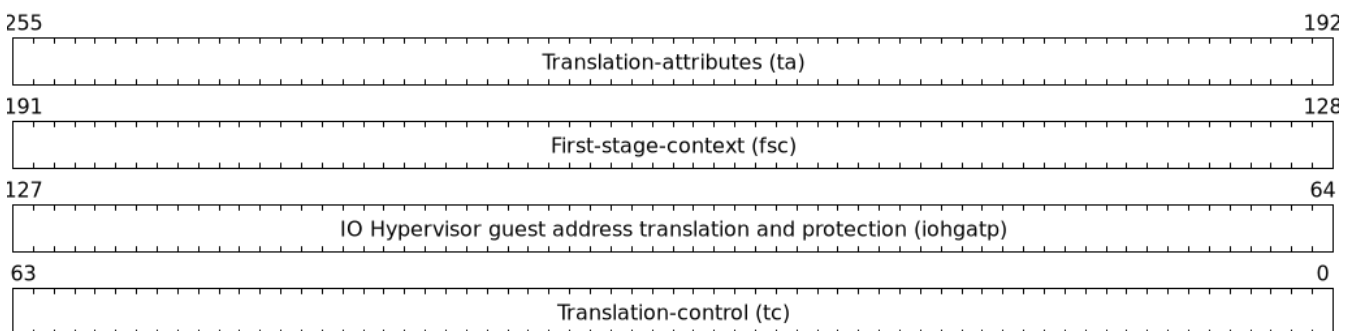 255 192
Translation-attributes (ta)
191 128
First-stage-context (fsc)
127 64
IO Hypervisor guest address translation and protection (iohgatp)
63 0
Translation-control (tc)